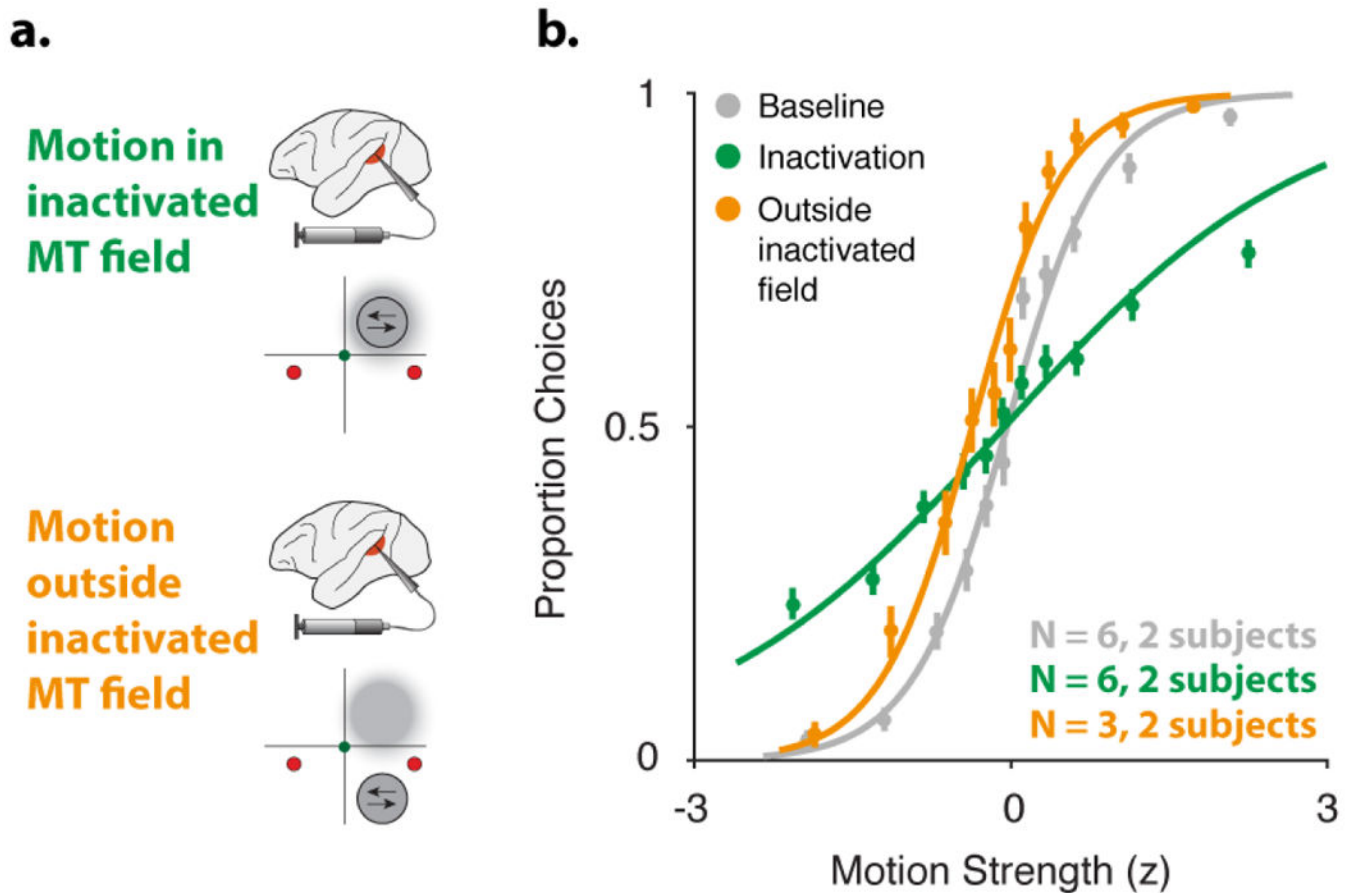 a.
Motion in
inactivated
MT field
Motion
outside
inactivated
MT field
b.
1
0.5
0
Proportion Choices
Baseline
Inactivation
Outside
inactivated
field
N = 6, 2 subjects
N = 6, 2 subjects
N = 3, 2 subjects
-3
0
3
Motion Strength (z)